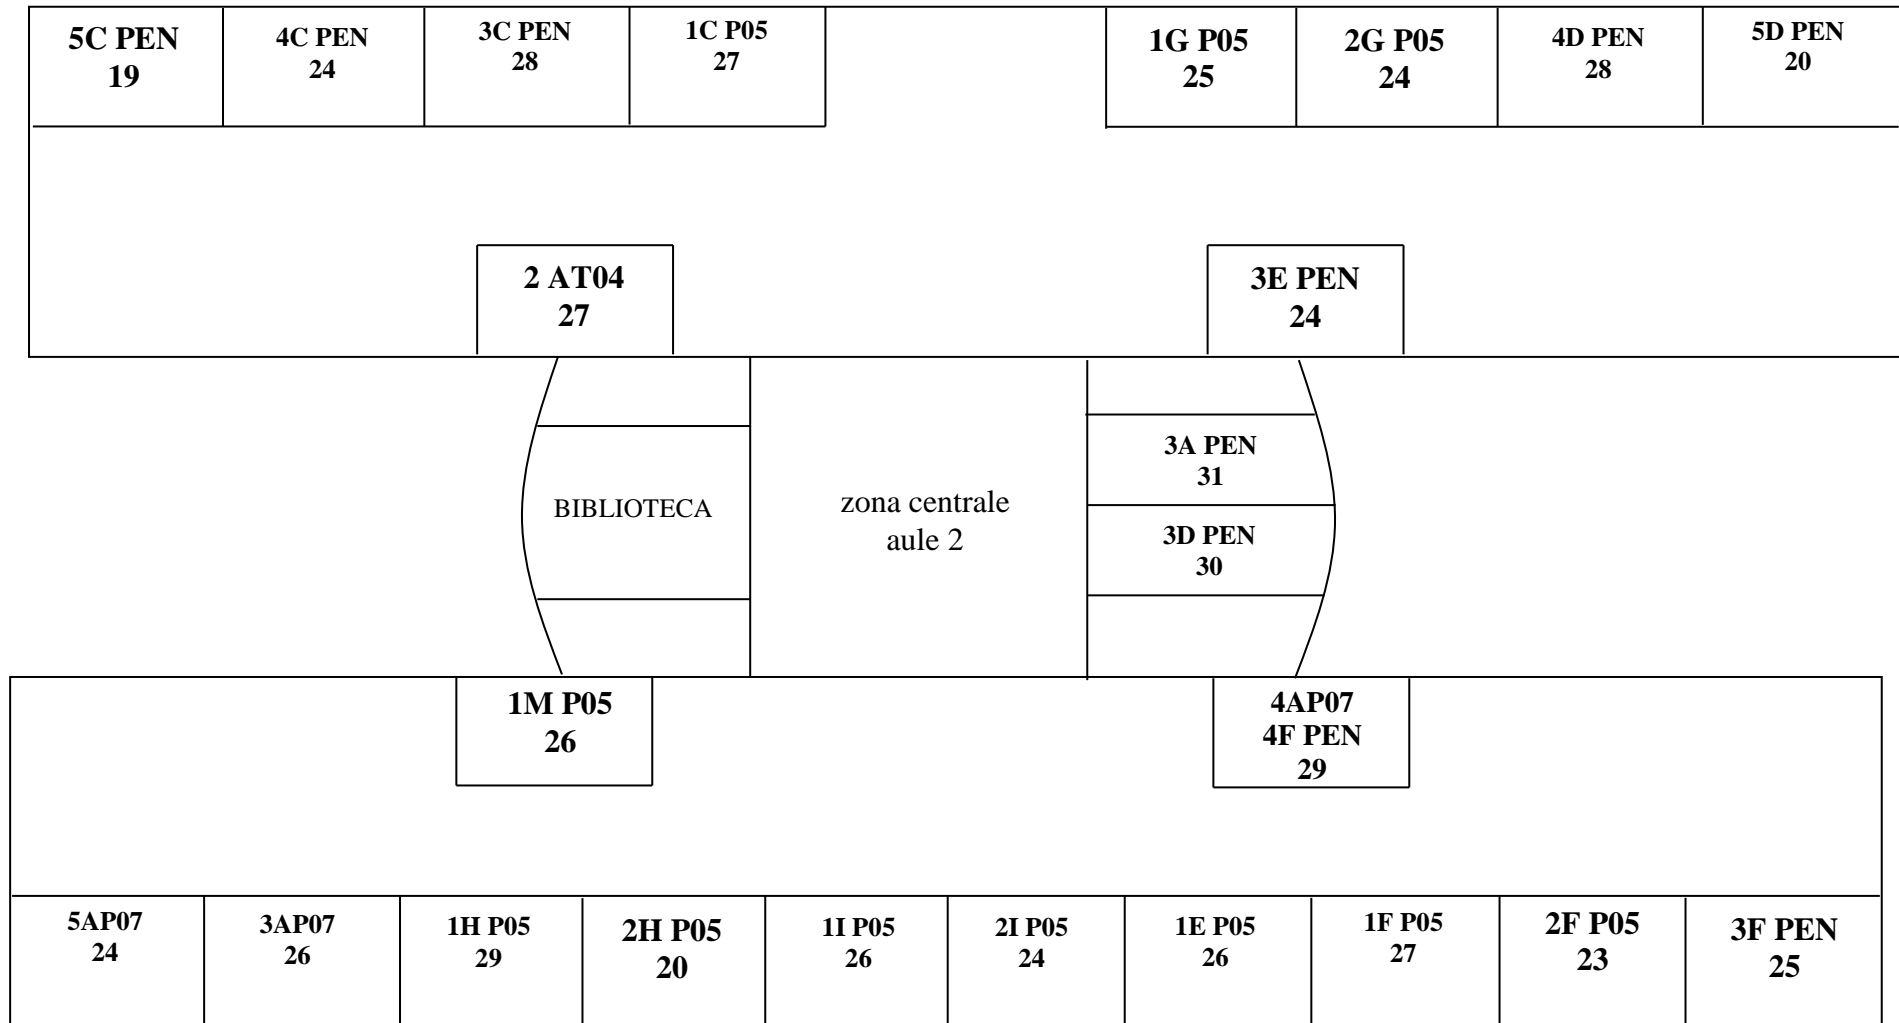 5C PEN
19
4C PEN
24
3C PEN
28
1C P05
27
1G P05
25
2G P05
24
4D PEN
28
5D PEN
20
2 AT04
27
3E PEN
24
BIBLIOTECA
zona centrale
aule 2
3A PEN
31
3D PEN
30
1M P05
26
4AP07
4F PEN
29
5AP07
24
3AP07
26
1H P05
29
2H P05
20
1I P05
26
2I P05
24
1E P05
26
1F P05
27
2F P05
23
3F PEN
25